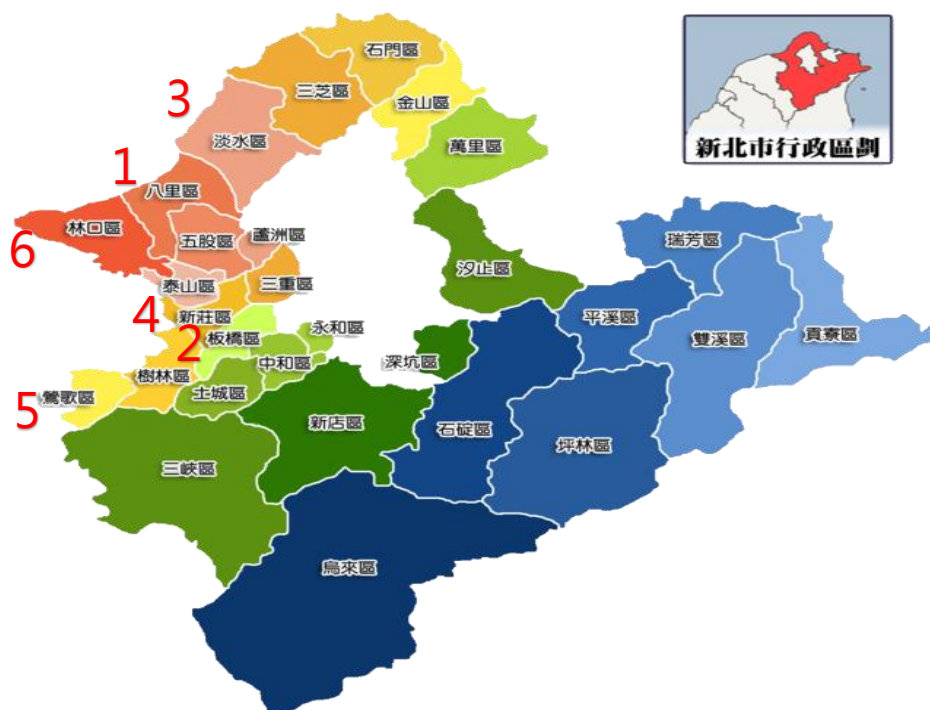 石門區
三芝區
3
金山區
淡水區
萬里區
新北市行政區劃
1
八里區
林口區
6
五股區
蘆洲區
瑞芳區
汐止區
泰山區
三重區
4
新莊區
平溪區
永和區
2
板橋區
雙溪區
貢寮區
中和區
深坑區
樹林區
土城區
5
鶯歌區
新店區
石碇區
坪林區
三峽區
烏來區